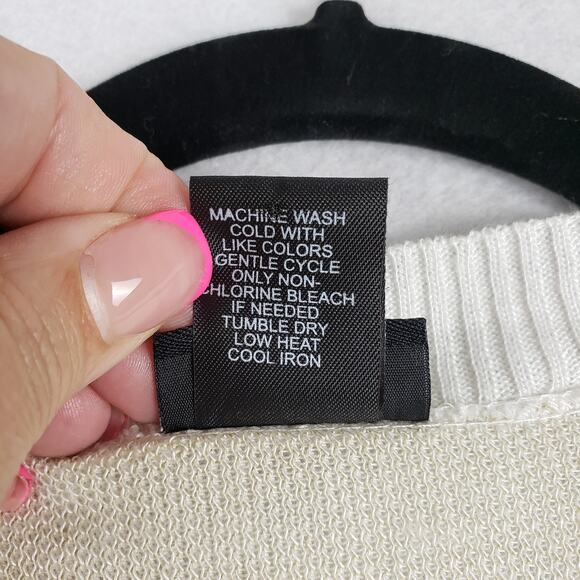 MACHINE WASH
COLD WITH
LIKE COLORS
GENTLE CYCLE
ONLY NON-
CHLORINE BLEACH
IF NEEDED
TUMBLE DRY
LOW HEAT
COOL IRON